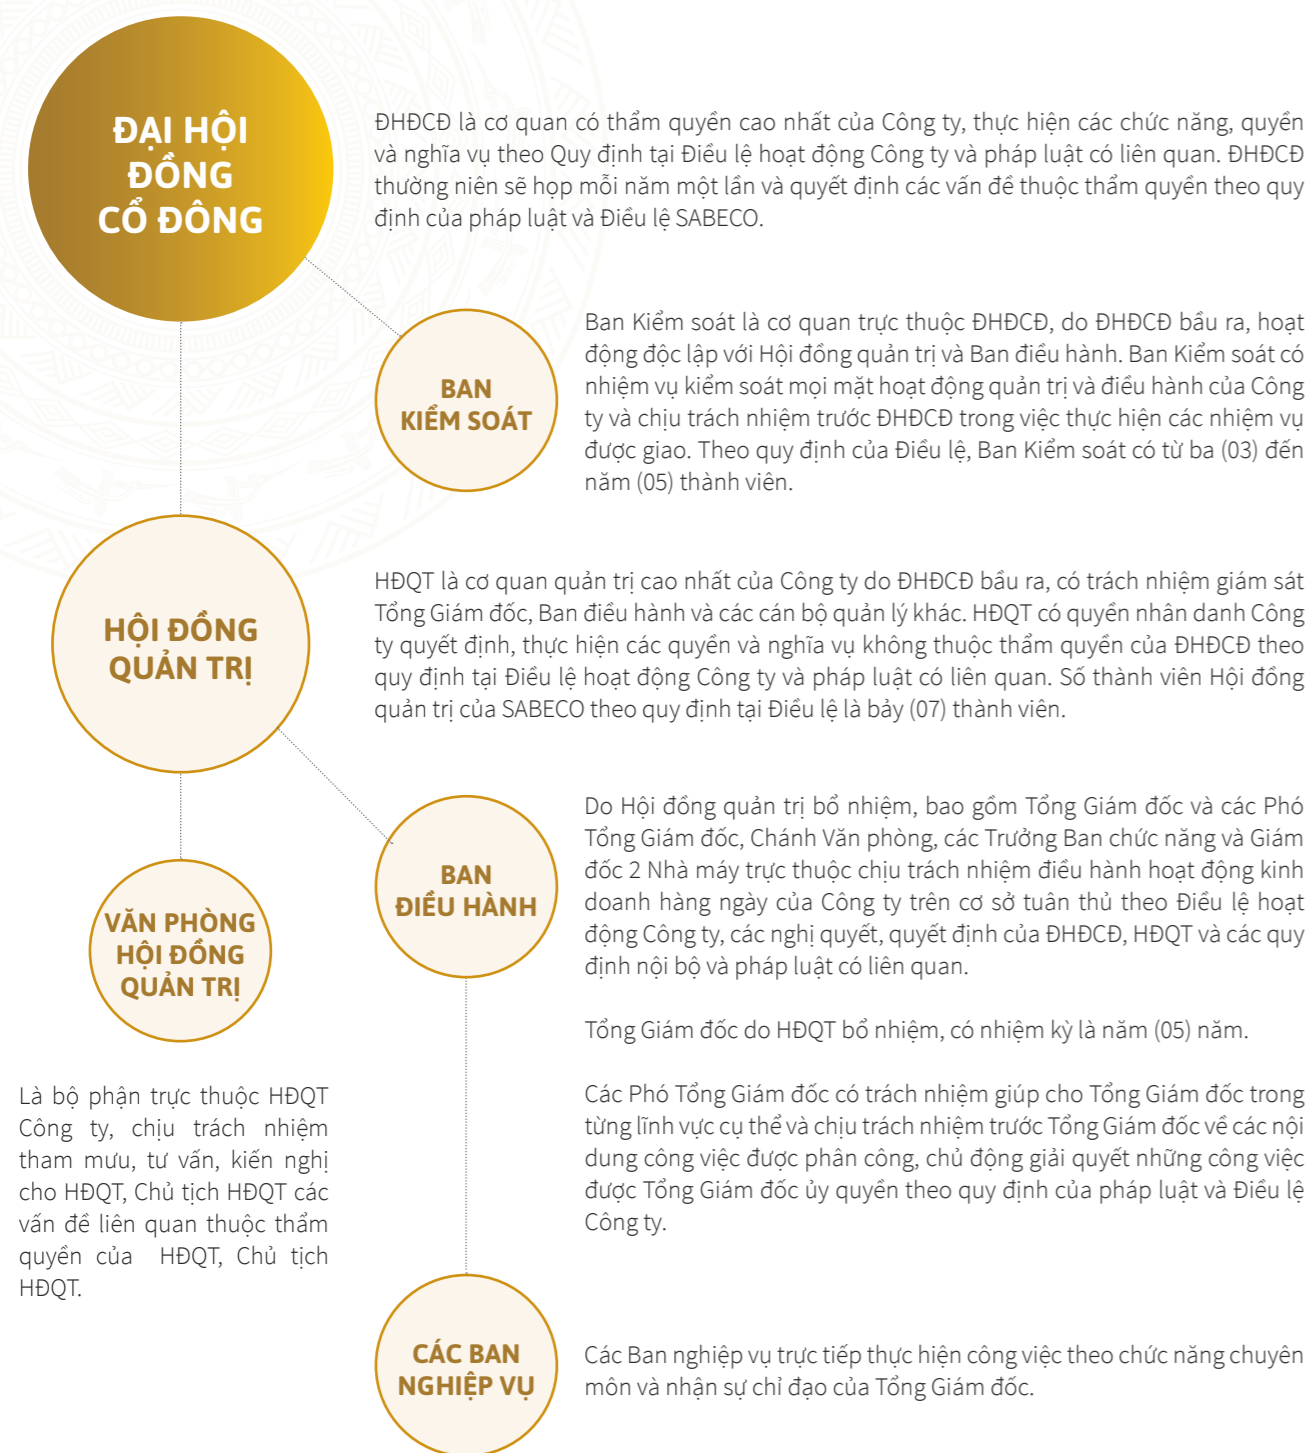 ĐẠI HỘI
ĐỒNG
CỔ ĐÔNG
ĐHĐCĐ là cơ quan có thẩm quyền cao nhất của Công ty, thực hiện các chức năng, quyền
và nghĩa vụ theo Quy định tại Điều lệ hoạt động Công ty và pháp luật có liên quan. ĐHĐCĐ
thường niên sẽ họp mỗi năm một lần và quyết định các vấn đề thuộc thẩm quyền theo quy
định của pháp luật và Điều lệ SABECO.
BAN
KIỂM SOÁT
Ban Kiểm soát là cơ quan trực thuộc ĐHĐCĐ, do ĐHĐCĐ bầu ra, hoạt
động độc lập với Hội đồng quản trị và Ban điều hành. Ban Kiểm soát có
nhiệm vụ kiểm soát mọi mặt hoạt động quản trị và điều hành của Công
ty và chịu trách nhiệm trước ĐHĐCĐ trong việc thực hiện các nhiệm vụ
được giao. Theo quy định của Điều lệ, Ban Kiểm soát có từ ba (03) đến
năm (05) thành viên.
HỘI ĐỒNG
QUẢN TRỊ
HĐQT là cơ quan quản trị cao nhất của Công ty do ĐHĐCĐ bầu ra, có trách nhiệm giám sát
Tổng Giám đốc, Ban điều hành và các cán bộ quản lý khác. HĐQT có quyền nhân danh Công
ty quyết định, thực hiện các quyền và nghĩa vụ không thuộc thẩm quyền của ĐHĐCĐ theo
quy định tại Điều lệ hoạt động Công ty và pháp luật có liên quan. Số thành viên Hội đồng
quản trị của SABECO theo quy định tại Điều lệ là bảy (07) thành viên.
BAN
ĐIỀU HÀNH
Do Hội đồng quản trị bổ nhiệm, bao gồm Tổng Giám đốc và các Phó
Tổng Giám đốc, Chánh Văn phòng, các Trưởng Ban chức năng và Giám
đốc 2 Nhà máy trực thuộc chịu trách nhiệm điều hành hoạt động kinh
doanh hàng ngày của Công ty trên cơ sở tuân thủ theo Điều lệ hoạt
động Công ty, các nghị quyết, quyết định của ĐHĐCĐ, HĐQT và các quy
định nội bộ và pháp luật có liên quan.
Tổng Giám đốc do HĐQT bổ nhiệm, có nhiệm kỳ là năm (05) năm.
Các Phó Tổng Giám đốc có trách nhiệm giúp cho Tổng Giám đốc trong
từng lĩnh vực cụ thể và chịu trách nhiệm trước Tổng Giám đốc về các nội
dung công việc được phân công, chủ động giải quyết những công việc
được Tổng Giám đốc ủy quyền theo quy định của pháp luật và Điều lệ
Công ty.
VĂN PHÒNG
HỘI ĐỒNG
QUẢN TRỊ
Là bộ phận trực thuộc HĐQT
Công ty, chịu trách nhiệm
tham mưu, tư vấn, kiến nghị
cho HĐQT, Chủ tịch HĐQT các
vấn đề liên quan thuộc thẩm
quyền của HĐQT, Chủ tịch
HĐQT.
CÁC BAN
NGHIỆP VỤ
Các Ban nghiệp vụ trực tiếp thực hiện công việc theo chức năng chuyên
môn và nhận sự chỉ đạo của Tổng Giám đốc.